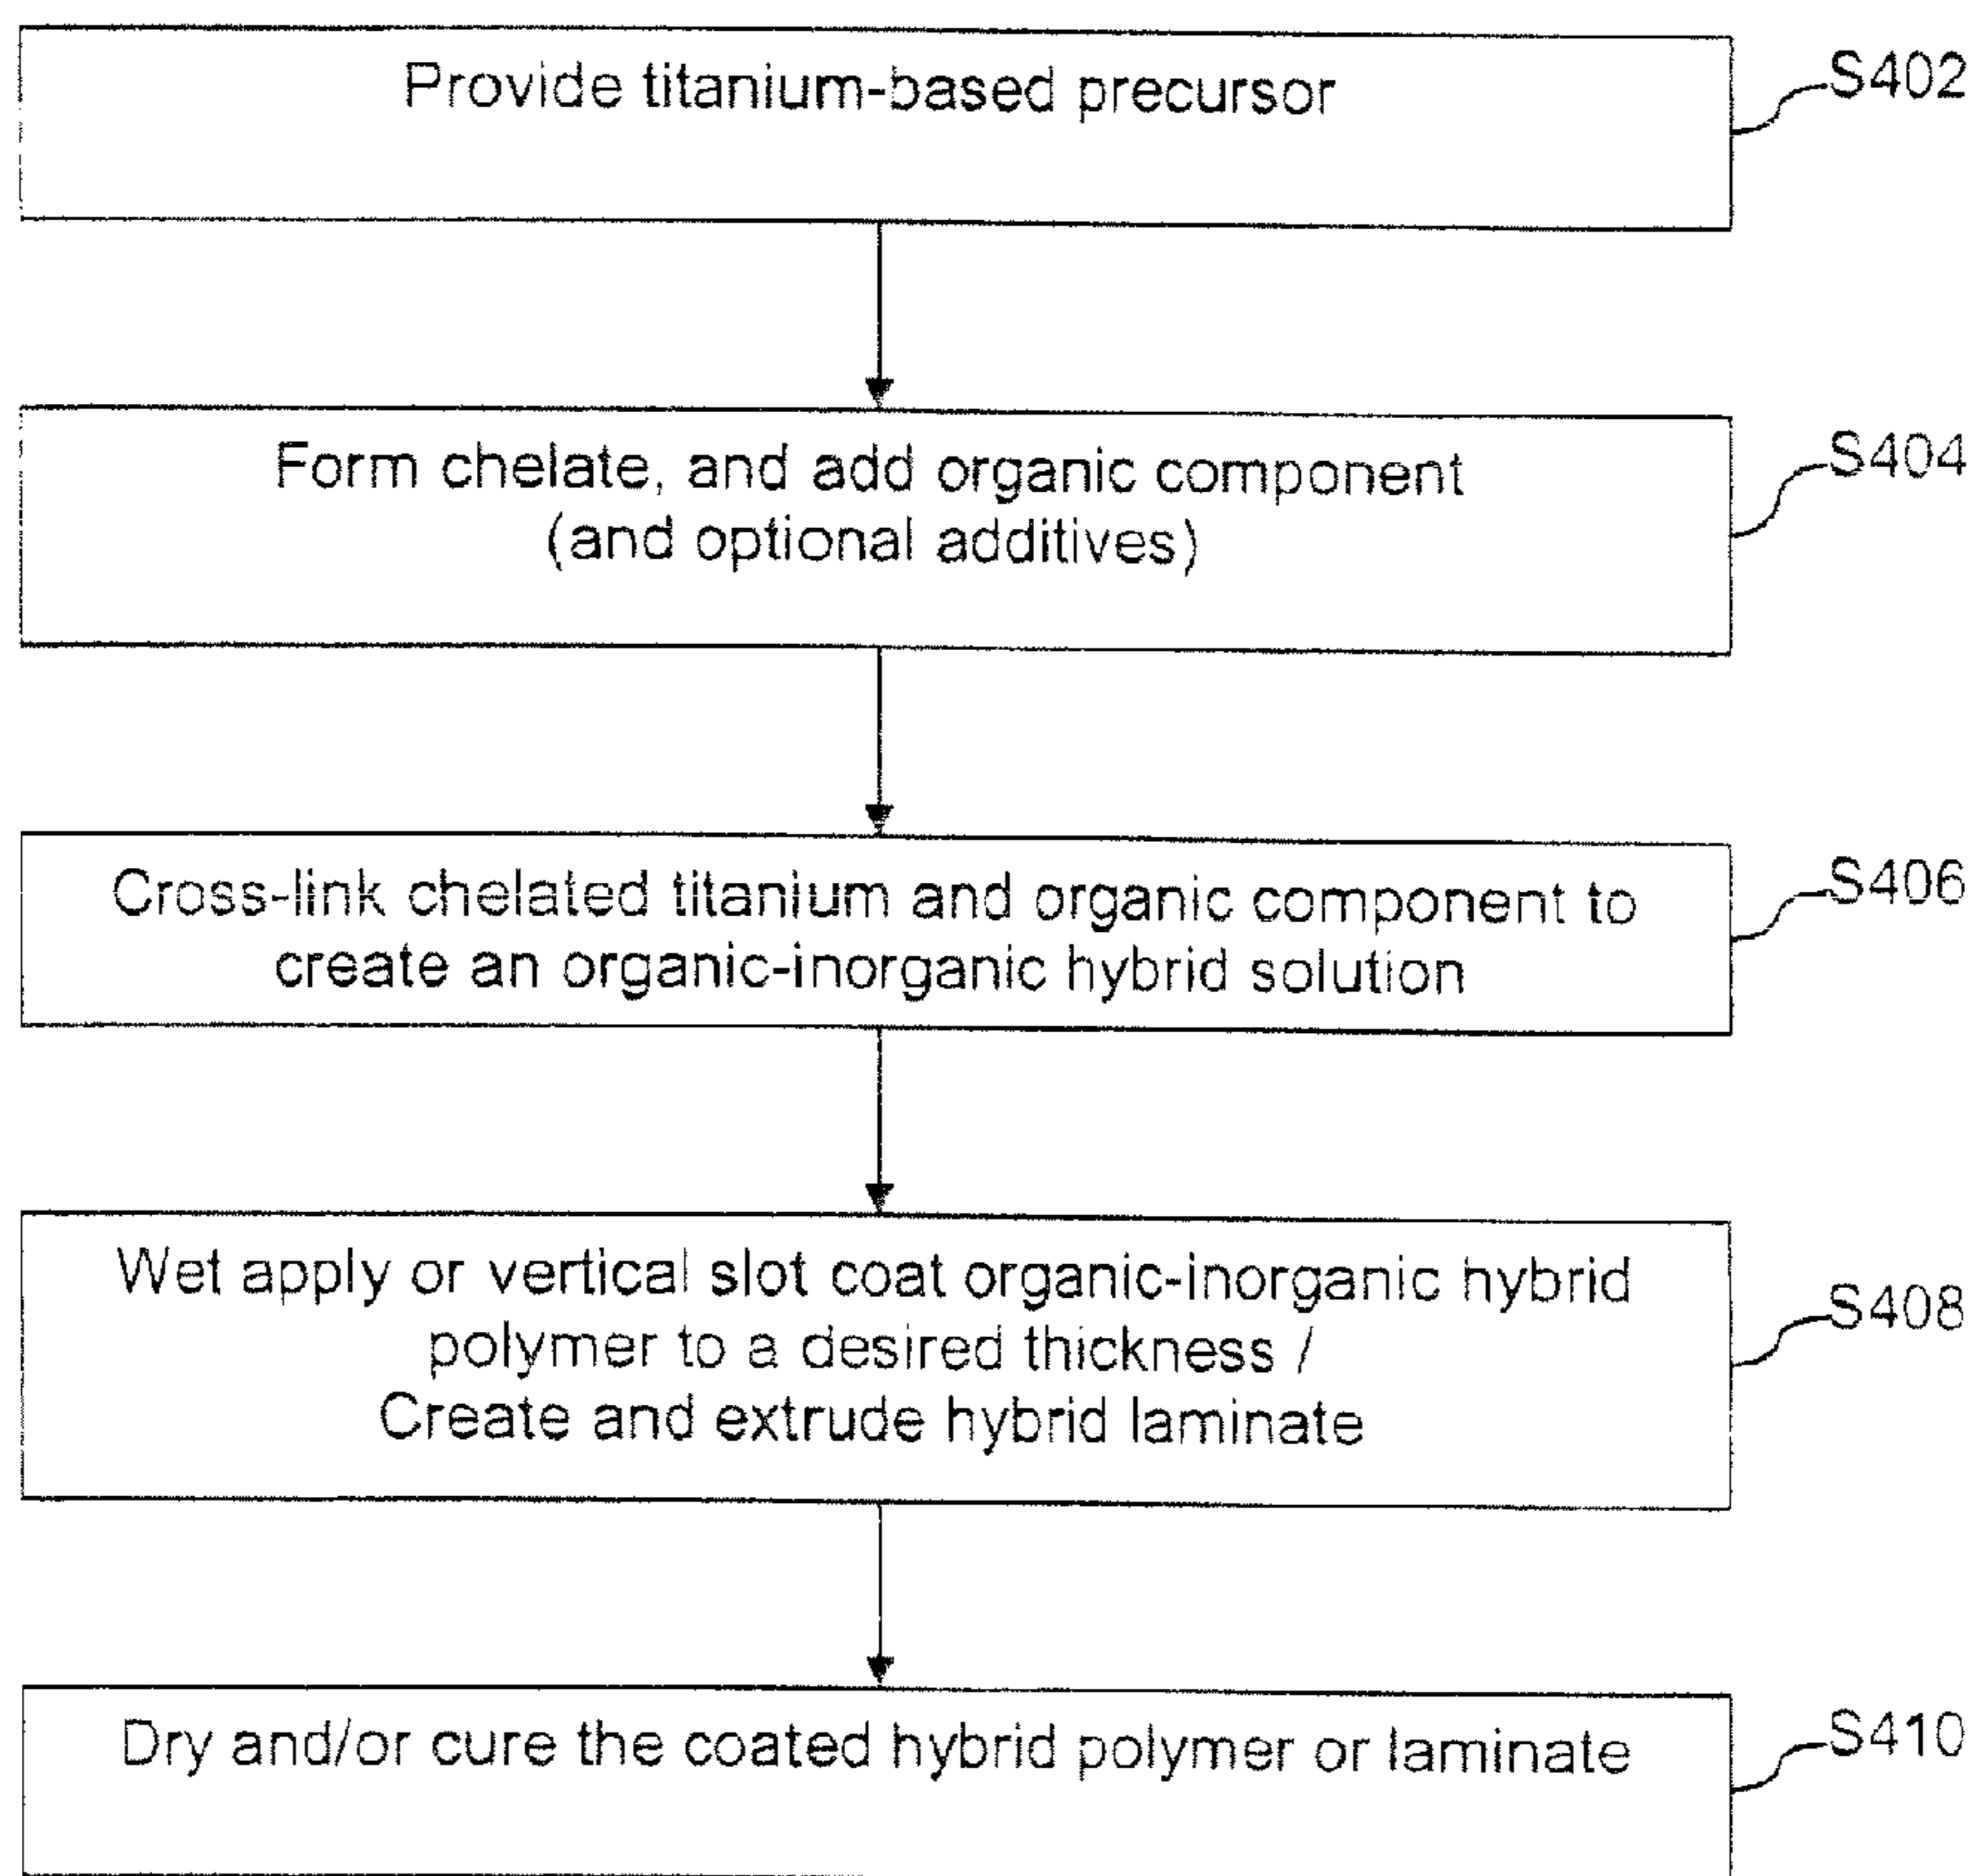 Provide titanium-based precursor
S402
Form chelate, and add organic component
(and optional additives)
S404
Cross-link chelated titanium and organic component to
create an organic-inorganic hybrid solution
S406
Wet apply or vertical slot coat organic-inorganic hybrid
polymer to a desired thickness /
Create and extrude hybrid laminate
S408
Dry and/or cure the coated hybrid polymer or laminate
S410